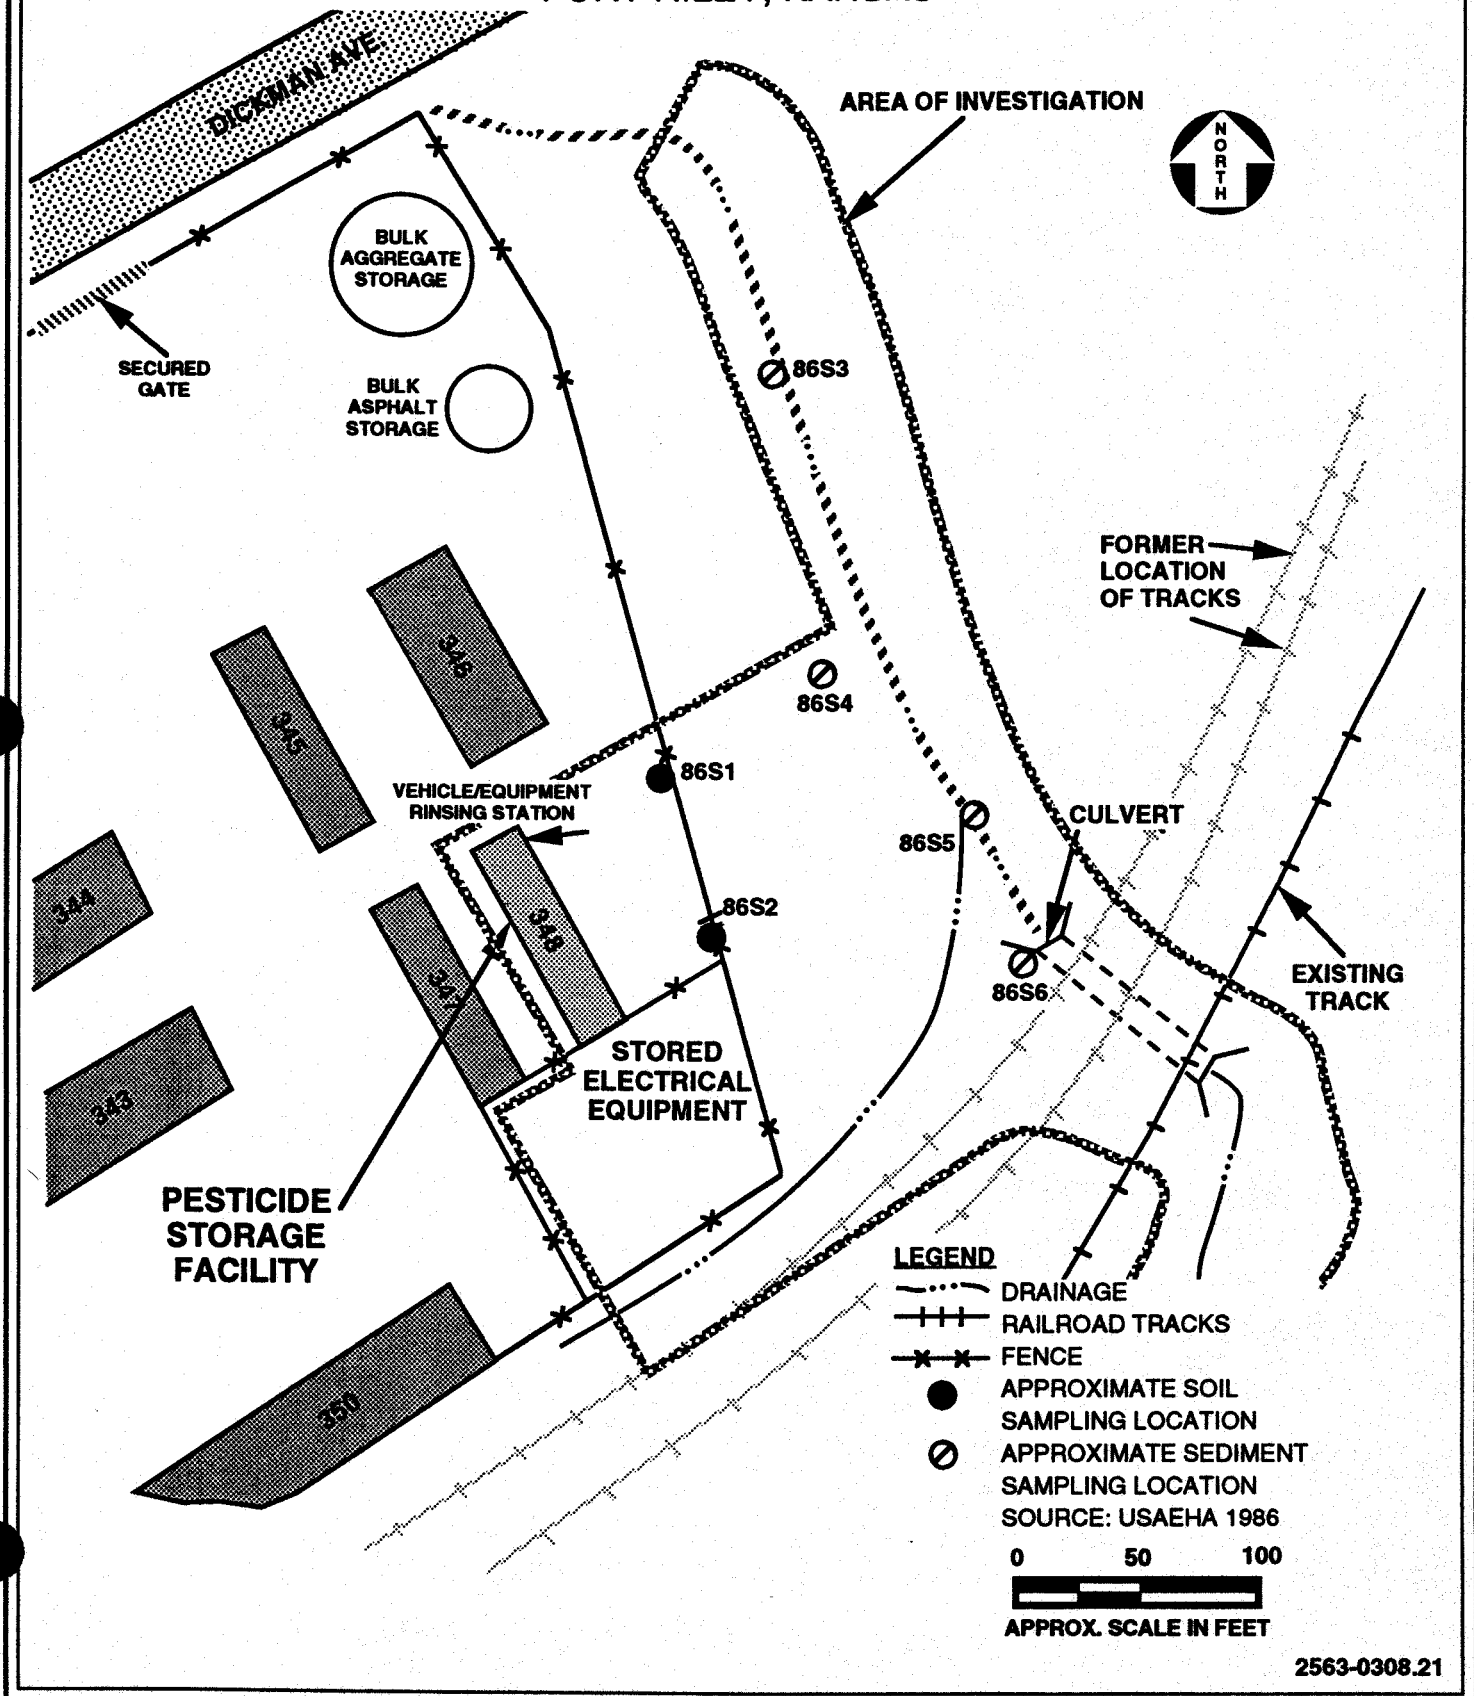 DICKMAN AVE.
AREA OF INVESTIGATION
NORTH
BULK
AGGREGATE
STORAGE
SECURED
GATE
BULK
ASPHALT
STORAGE
86S3
FORMER
LOCATION
OF TRACKS
346
345
86S4
86S1
VEHICLE/EQUIPMENT
RINSING STATION
CULVERT
86S5
344
86S2
348
347
86S6
EXISTING
TRACK
STORED
ELECTRICAL
EQUIPMENT
343
PESTICIDE
STORAGE
FACILITY
350
LEGEND
DRAINAGE
RAILROAD TRACKS
FENCE
APPROXIMATE SOIL
SAMPLING LOCATION
APPROXIMATE SEDIMENT
SAMPLING LOCATION
SOURCE: USAEHA 1986
0 50 100
APPROX. SCALE IN FEET
2563-0308.21